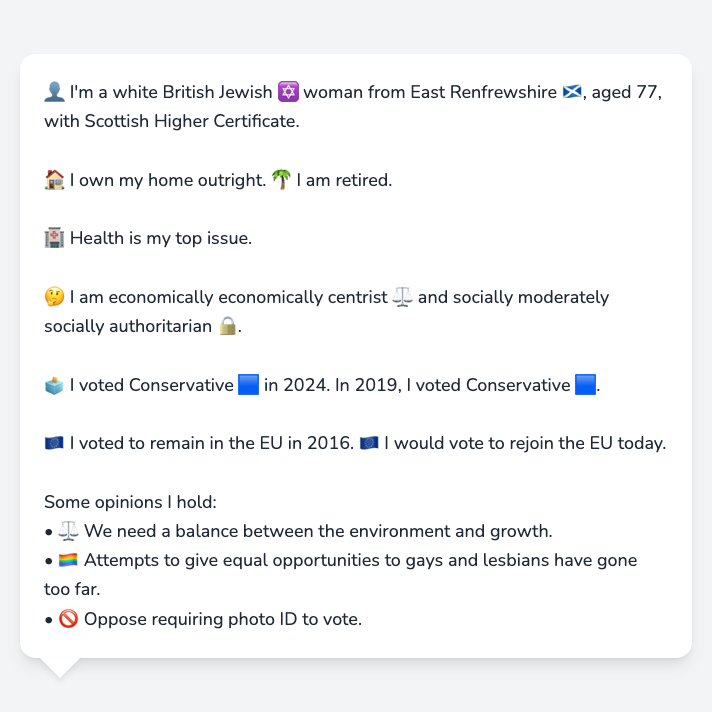 👤 I'm a white British Jewish ✡️ woman from East Renfrewshire 🏴󠁧󠁢󠁳󠁣󠁴󠁿, aged 77,
with Scottish Higher Certificate.
🏠 I own my home outright. 🌴 I am retired.
🏥 Health is my top issue.
🤔 I am economically economically centrist ⚖️ and socially moderately
socially authoritarian 🔒.
🗳️ I voted Conservative 🟦 in 2024. In 2019, I voted Conservative 🟦.
🇪🇺 I voted to remain in the EU in 2016. 🇪🇺 I would vote to rejoin the EU today.
Some opinions I hold:
• ⚖️ We need a balance between the environment and growth.
• 🏳️‍🌈 Attempts to give equal opportunities to gays and lesbians have gone
too far.
• 🚫 Oppose requiring photo ID to vote.